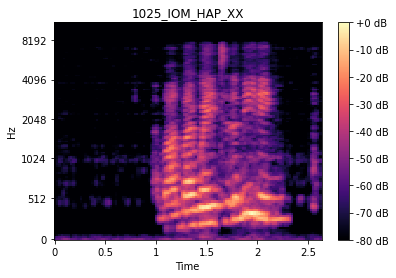 1025_IOM_HAP_XX
Hz
8192
4096
2048
1024
512
0
0
0.5
1
1.5
2
2.5
Time
+0 dB
-10 dB
-20 dB
-30 dB
-40 dB
-50 dB
-60 dB
-70 dB
-80 dB